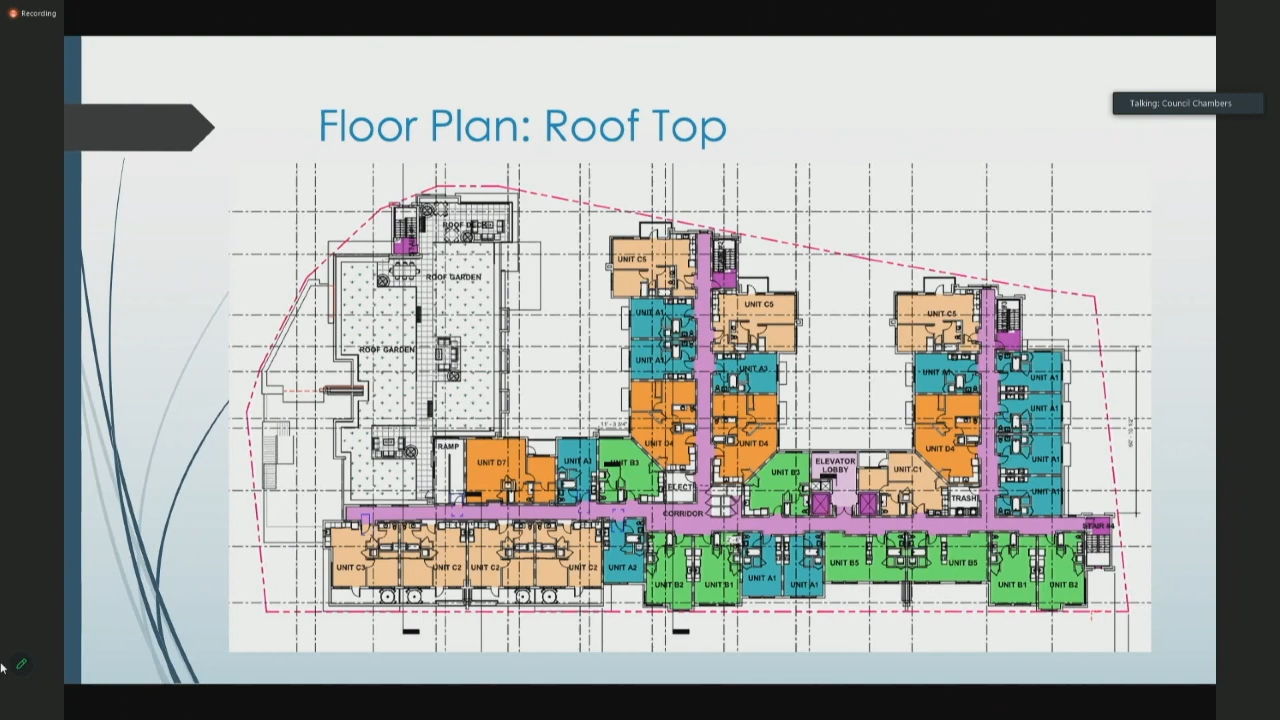 Recording
Talking: Council Chambers
Floor Plan: Roof Top
ROOF DECK
ROOF GARDEN
ROOF GARDEN
UNIT C5
UNIT A1
UNIT A1
UNIT C5
UNIT D4
UNIT D4
UNIT C5
UNIT A1
UNIT A1
UNIT A1
UNIT D4
UNIT A1
UNIT A1
RAMP
UNIT D7
UNIT A1
UNIT B3
ELECT
UNIT B3
ELEVATOR
LOBBY
UNIT C1
TRASH
CORRIDOR
STAIR #4
UNIT C3
UNIT C2
UNIT C2
UNIT C2
UNIT A2
UNIT B2
UNIT B1
UNIT A1
UNIT A1
UNIT B5
UNIT B5
UNIT B1
UNIT B2